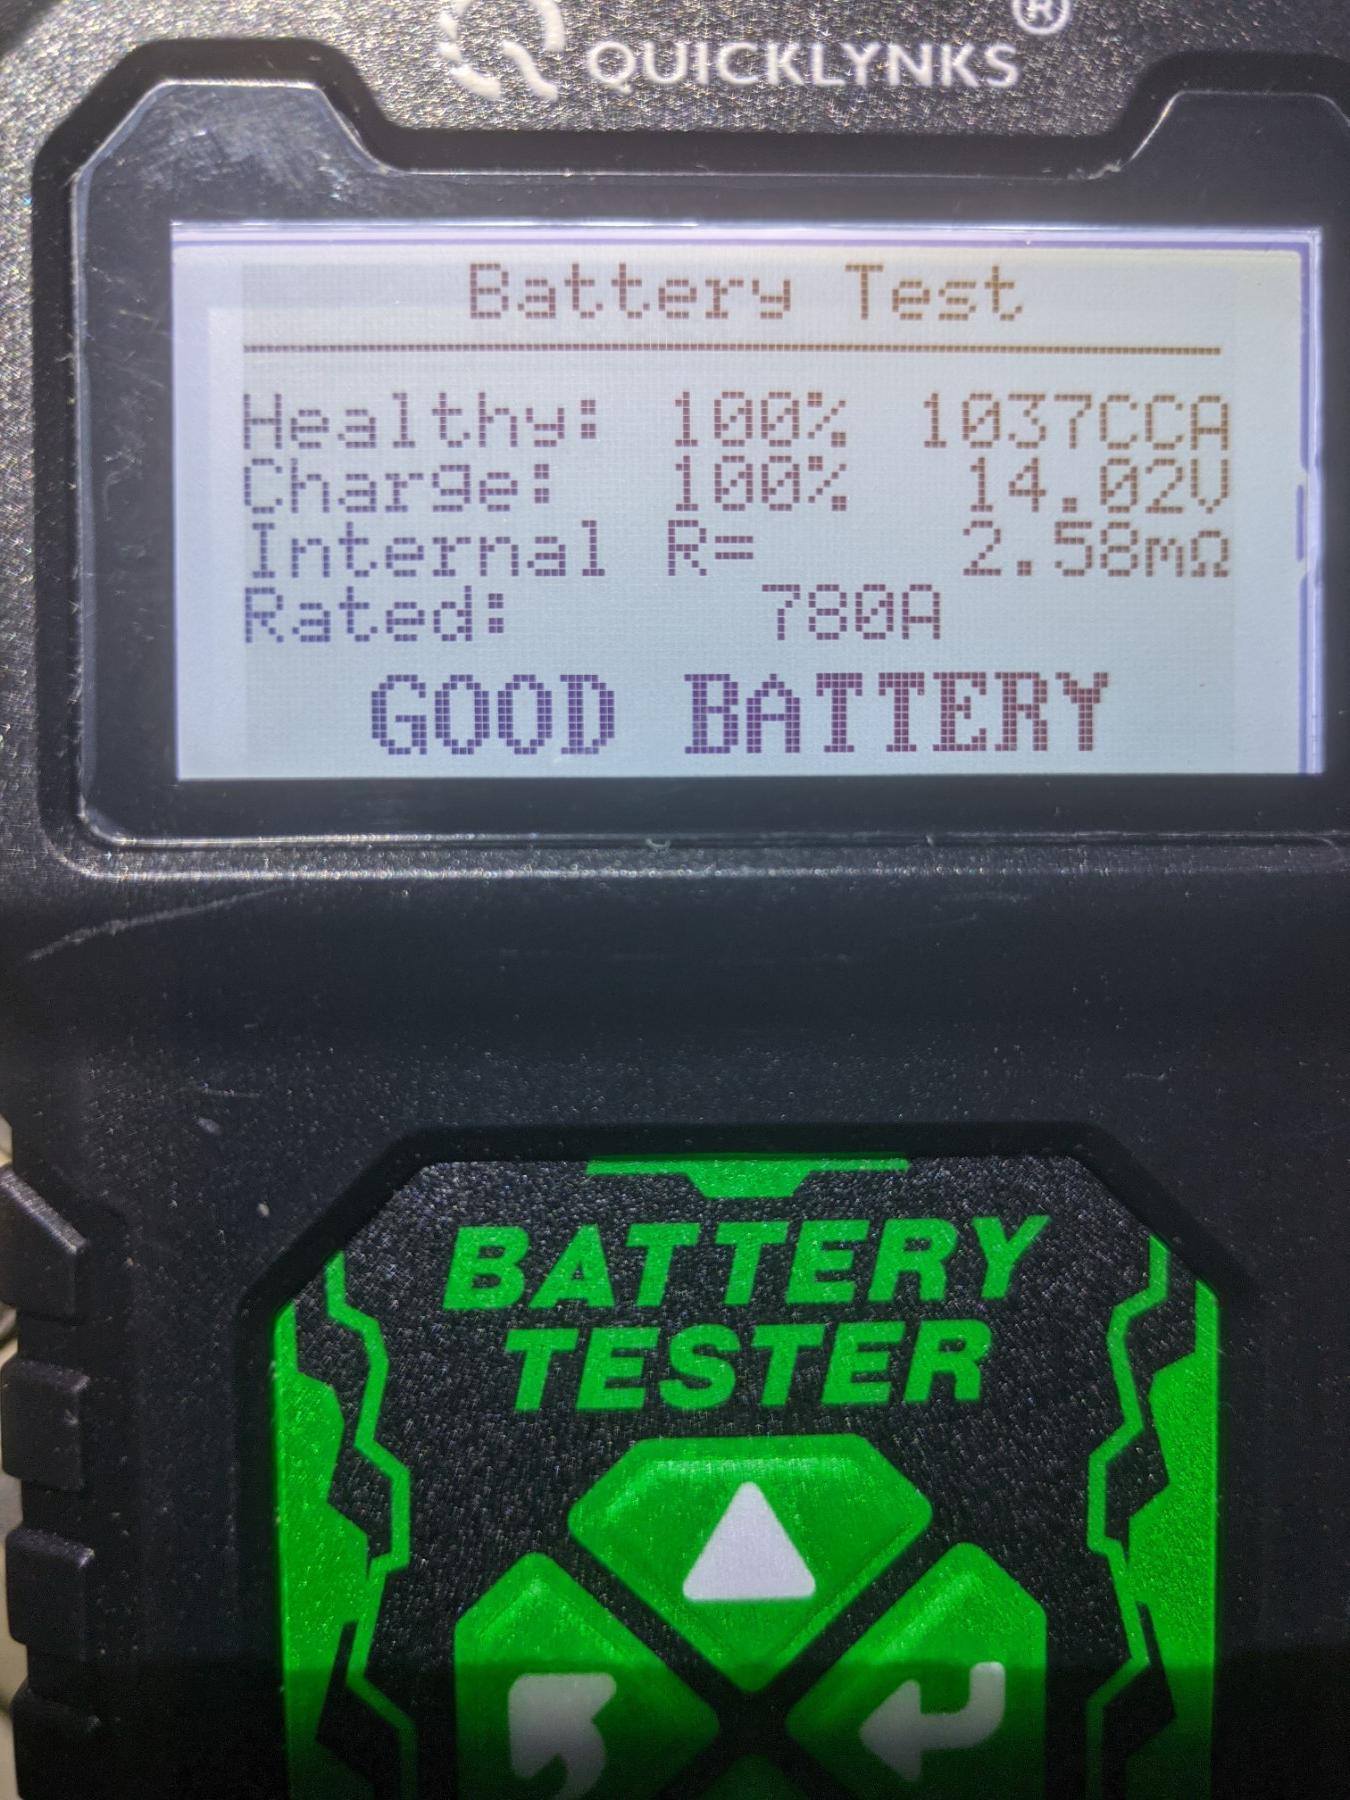 QUICKLYNKS®
Battery Test
Healthy: 100% 1037CCA
Charge: 100% 14.02V
Internal R= 2.58mΩ
Rated: 780A
GOOD BATTERY
BATTERY
TESTER